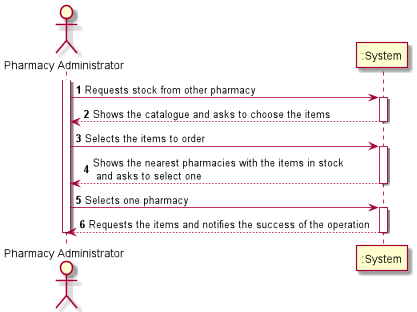 Pharmacy Administrator
:System
1 Requests stock from other pharmacy
2 Shows the catalogue and asks to choose the items
3 Selects the items to order
4 Shows the nearest pharmacies with the items in stock
and asks to select one
5 Selects one pharmacy
6 Requests the items and notifies the success of the operation
Pharmacy Administrator
:System